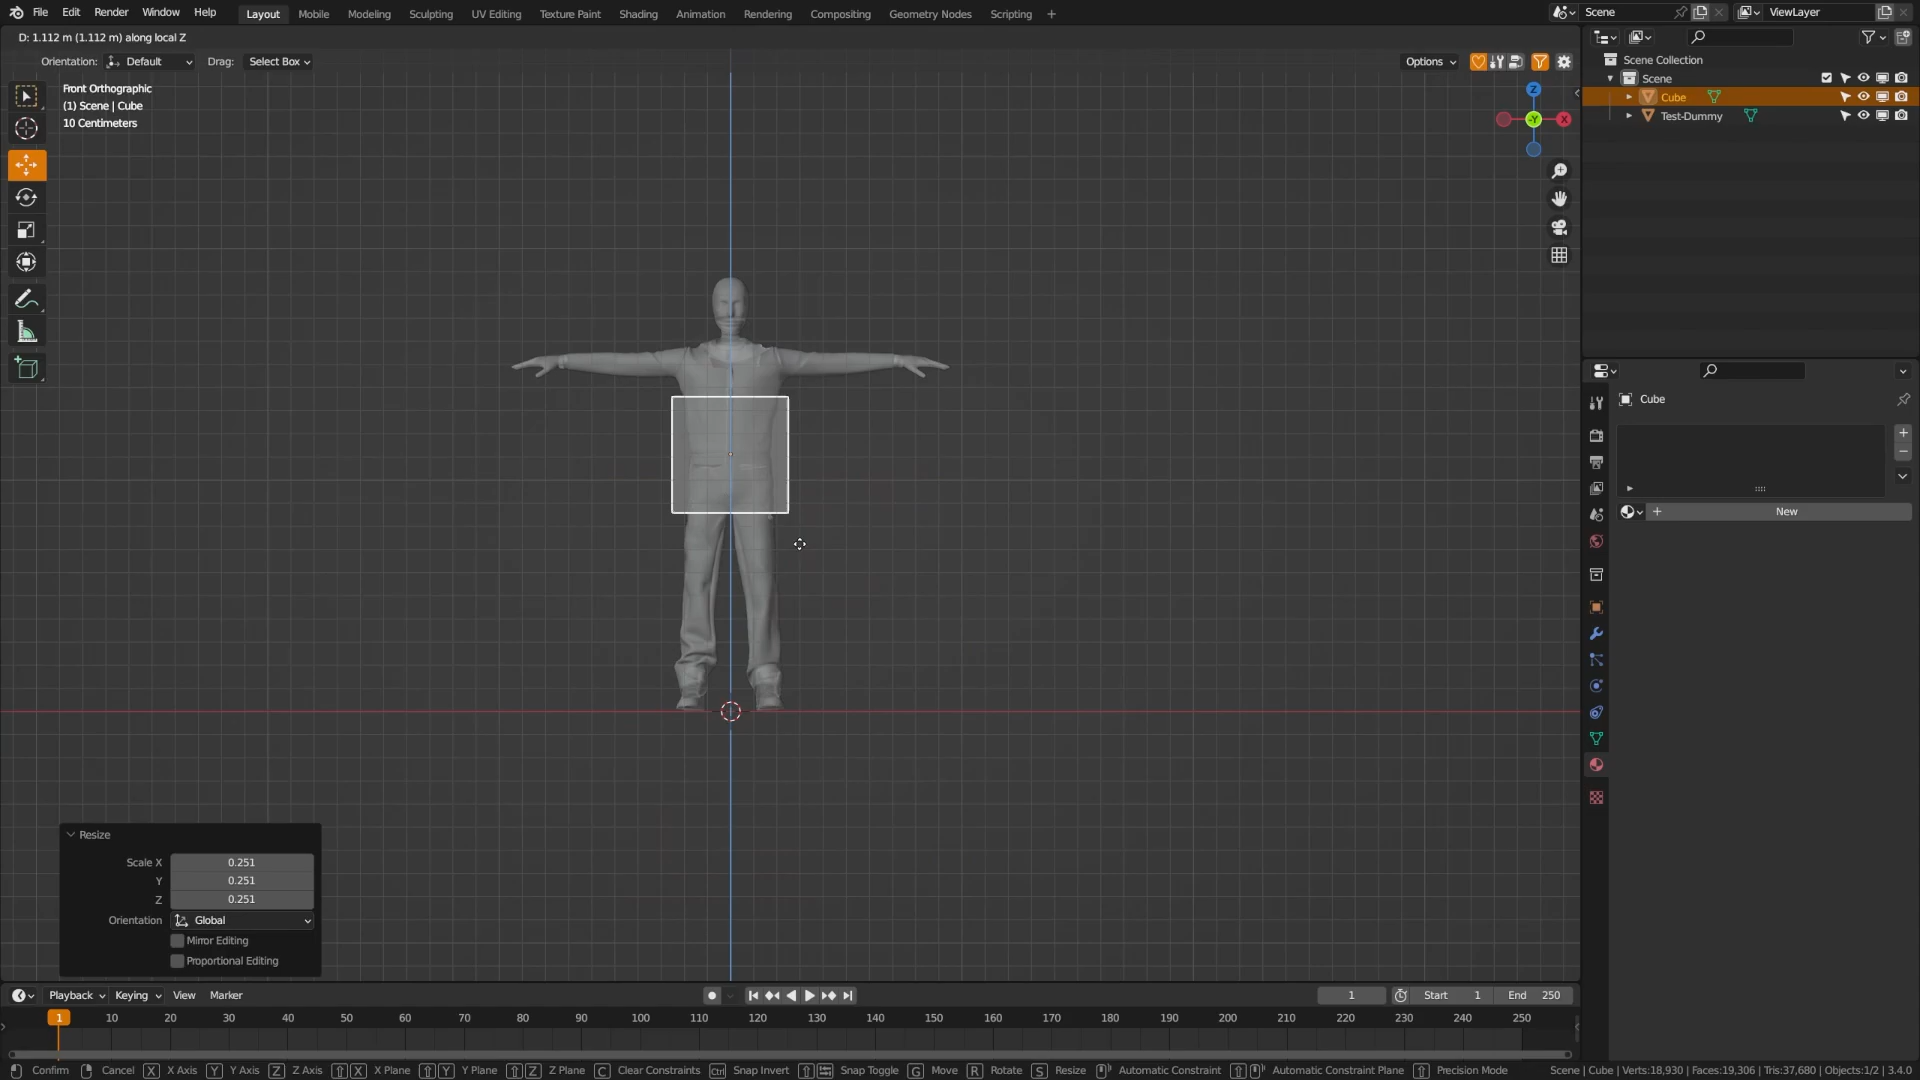 File Edit Render Window Help Layout Mobile Modeling Sculpting UV Editing Texture Paint Shading Animation Rendering Compositing Geometry Nodes Scripting + Scene ViewLayer
D: 1.112 m (1.112 m) along local Z
Orientation: Default Drag: Select Box Options
Front Orthographic
(1) Scene | Cube
10 Centimeters
Z
-Y X
Scene Collection
Scene
Cube
Test-Dummy
Cube
New
Resize
Scale X 0.251
Y 0.251
Z 0.251
Orientation Global
Mirror Editing
Proportional Editing
Playback Keying View Marker 1 Start 1 End 250
1 10 20 30 40 50 60 70 80 90 100 110 120 130 140 150 160 170 180 190 200 210 220 230 240 250
Confirm Cancel X X Axis Y Y Axis Z Z Axis X X Plane Y Y Plane Z Z Plane C Clear Constraints Ctrl Snap Invert Snap Toggle G Move R Rotate S Resize Automatic Constraint Automatic Constraint Plane Precision Mode Scene | Cube | Verts:18,930 | Faces:19,306 | Tris:37,680 | Objects:1/2 | 3.4.0